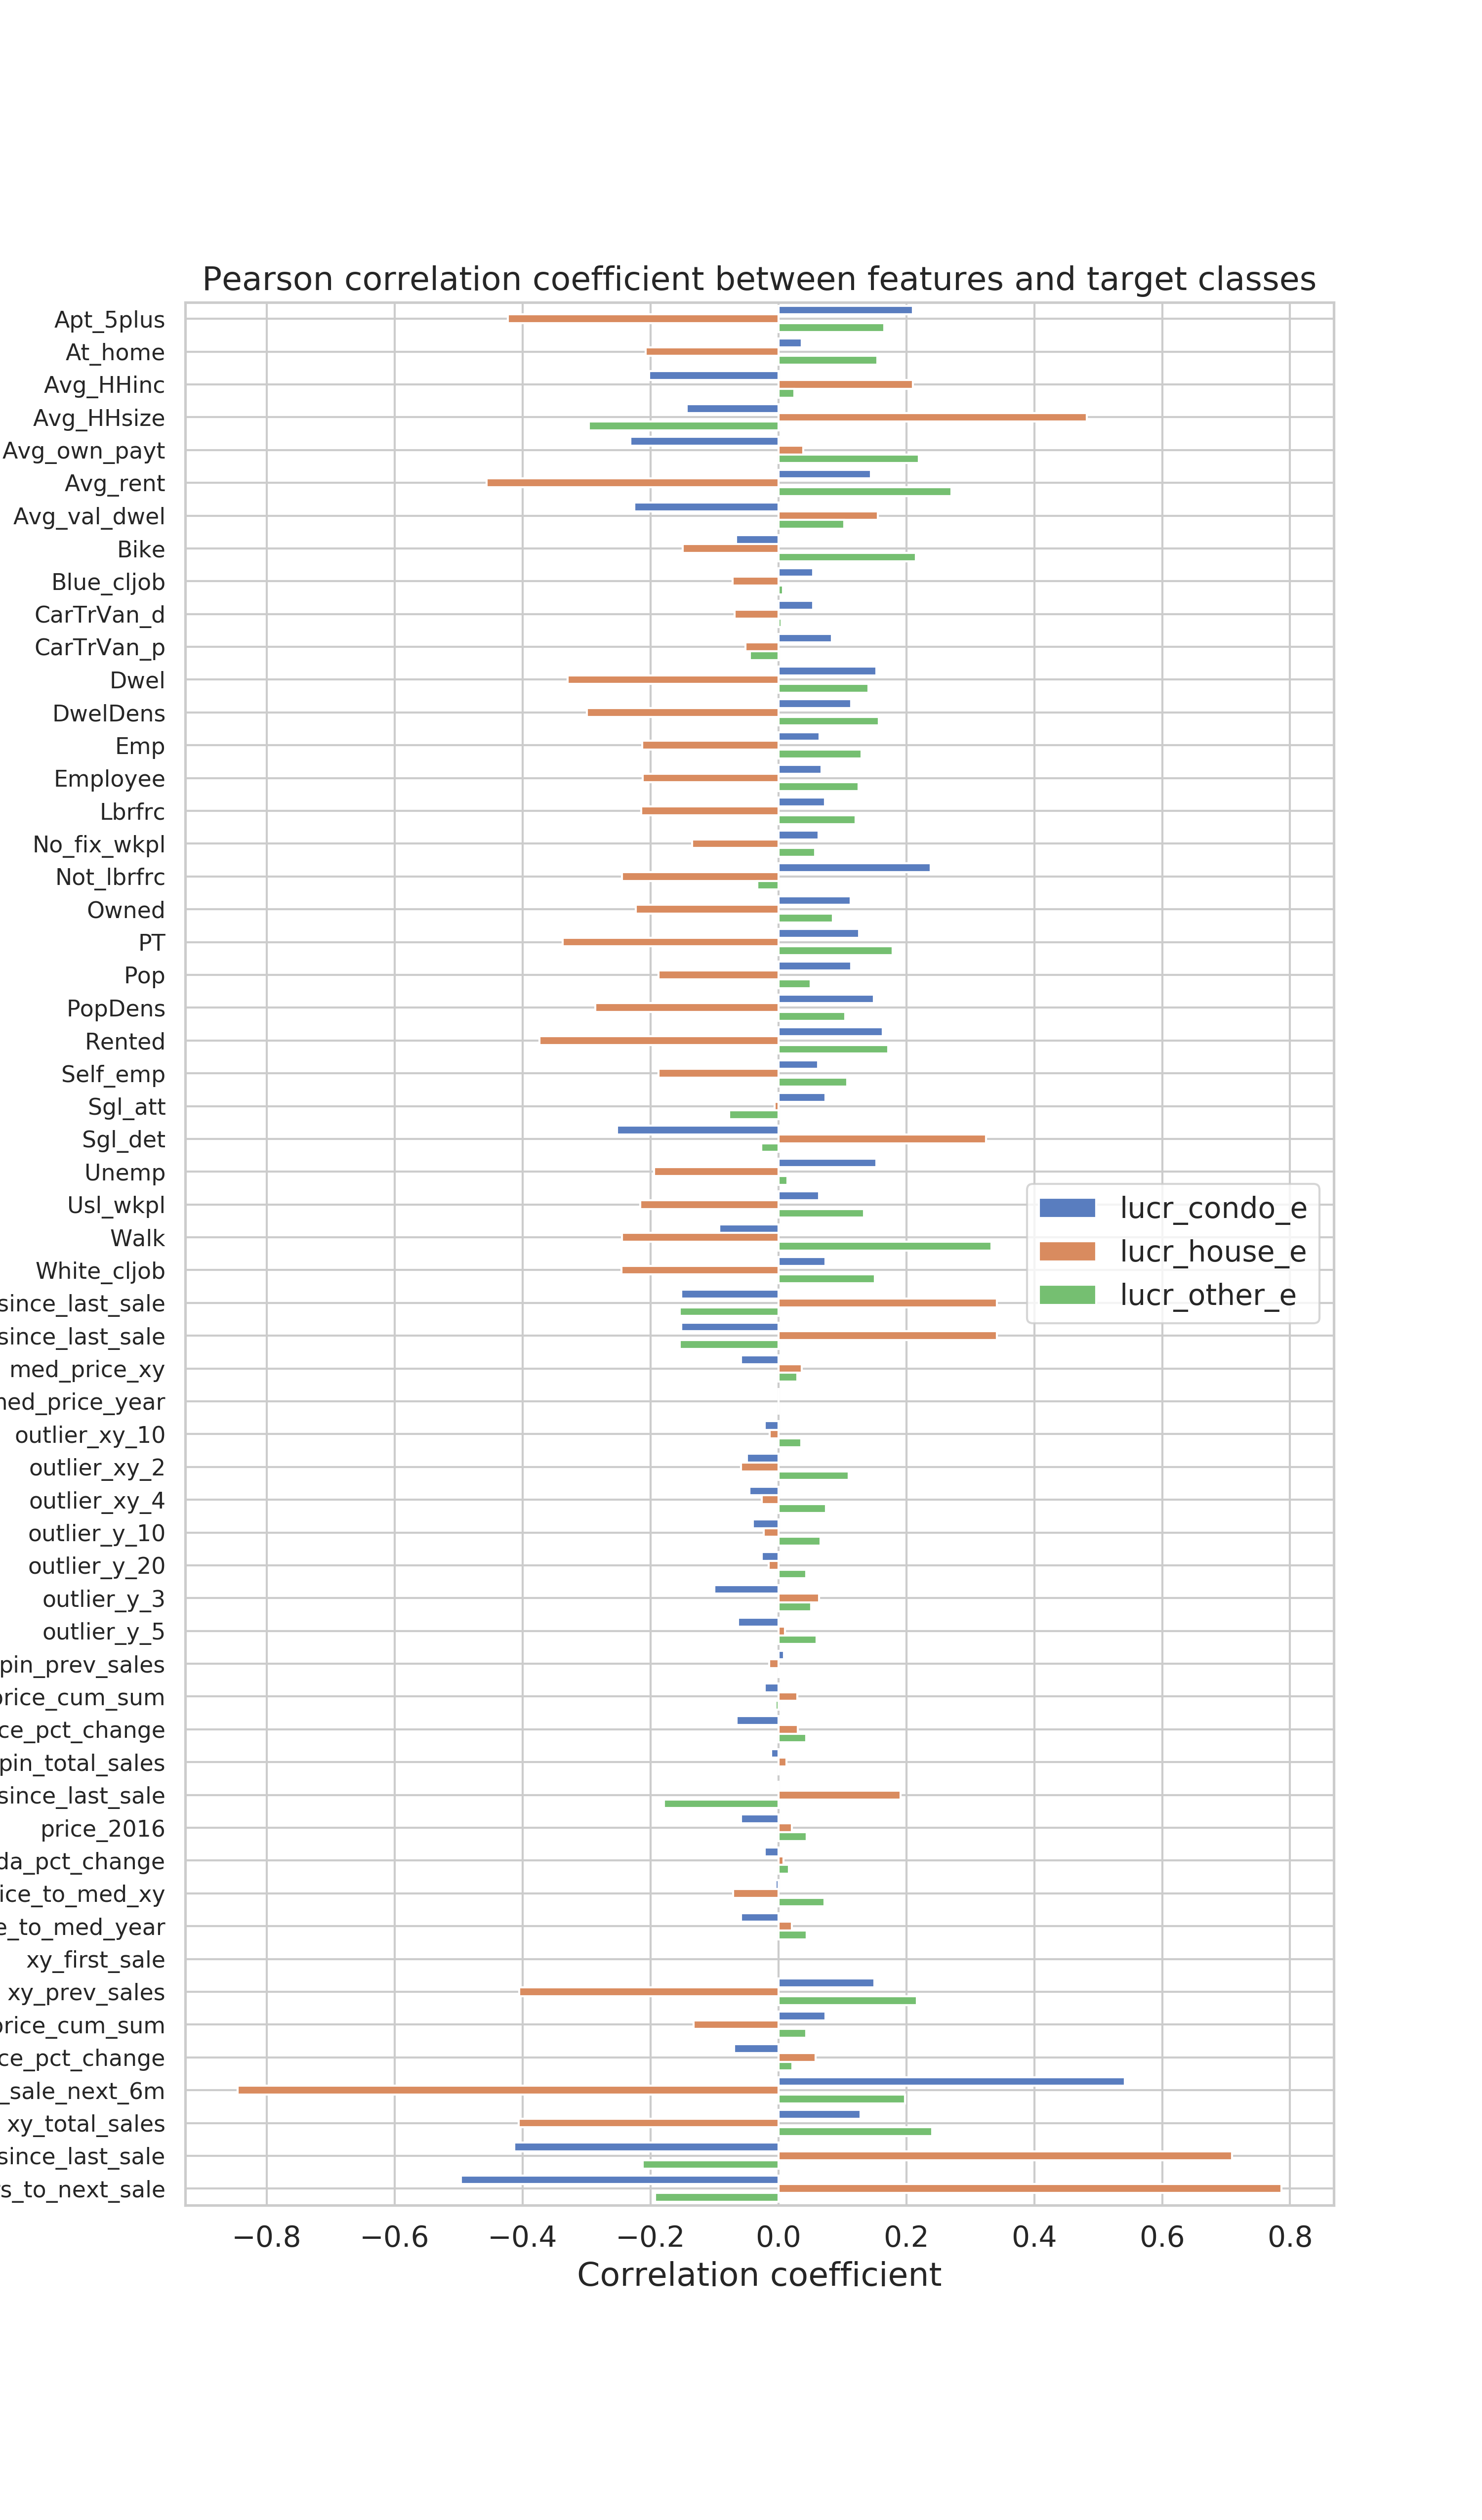 Pearson correlation coefficient between features and target classes
Apt_5plus
At_home
Avg_HHinc
Avg_HHsize
Avg_own_payt
Avg_rent
Avg_val_dwel
Bike
Blue_cljob
CarTrVan_d
CarTrVan_p
Dwel
DwelDens
Emp
Employee
Lbrfrc
No_fix_wkpl
Not_lbrfrc
Owned
PT
Pop
PopDens
Rented
Self_emp
Sgl_att
Sgl_det
Unemp
Usl_wkpl
Walk
White_cljob
since_last_sale
since_last_sale
med_price_xy
ned_price_year
outlier_xy_10
outlier_xy_2
outlier_xy_4
outlier_y_10
outlier_y_20
outlier_y_3
outlier_y_5
pin_prev_sales
price_cum_sum
ce_pct_change
pin_total_sales
since_last_sale
price_2016
da_pct_change
ice_to_med_xy
e_to_med_year
xy_first_sale
xy_prev_sales
price_cum_sum
ce_pct_change
_sale_next_6m
xy_total_sales
since_last_sale
rs_to_next_sale
lucr_condo_e
lucr_house_e
lucr_other_e
−0.8 −0.6 −0.4 −0.2 0.0 0.2 0.4 0.6 0.8
Correlation coefficient